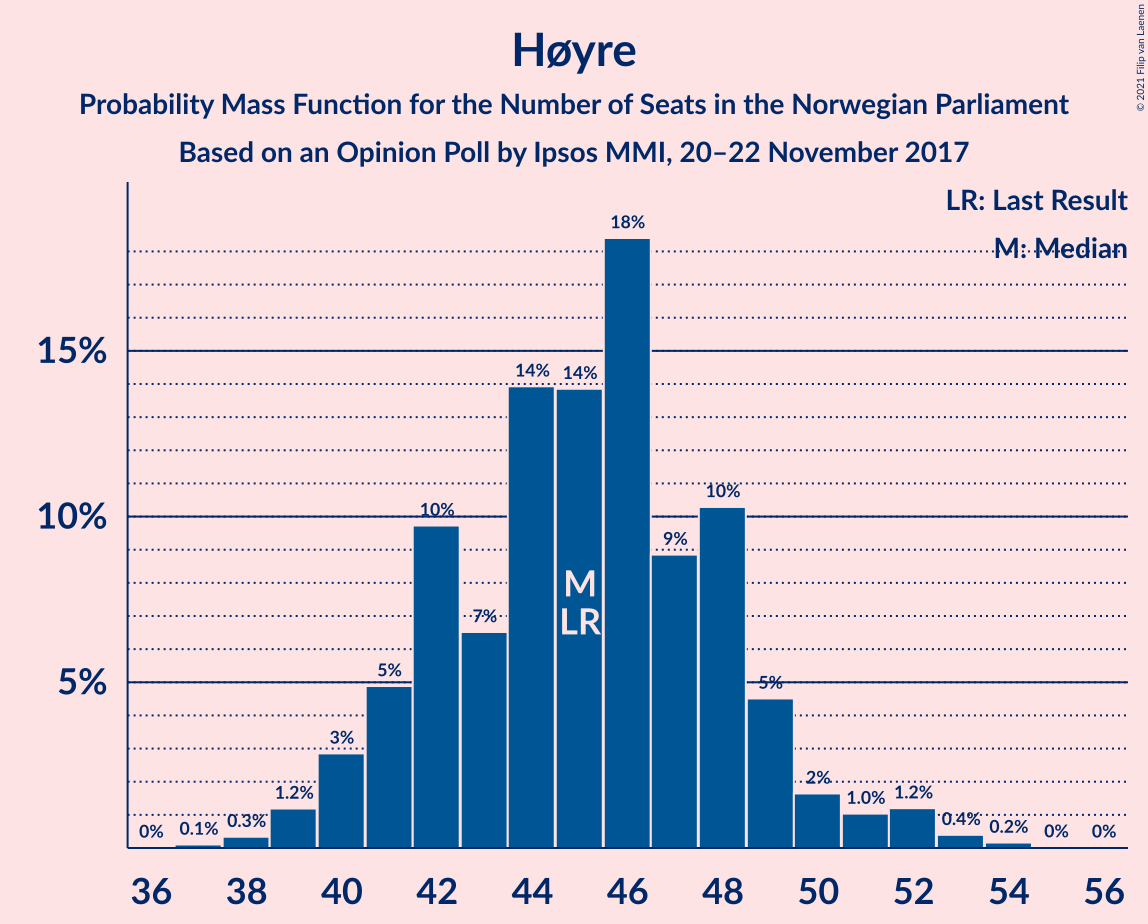 Høyre
Probability Mass Function for the Number of Seats in the Norwegian Parliament
Based on an Opinion Poll by Ipsos MMI, 20–22 November 2017
© 2021 Filip van Laenen
LR: Last Result
M: Median
15%
10%
5%
0%
0.1%
0.3%
1.2%
3%
5%
10%
7%
14%
14%
18%
9%
10%
5%
2%
1.0%
1.2%
0.4%
0.2%
0%
0%
M
LR
36 38 40 42 44 46 48 50 52 54 56